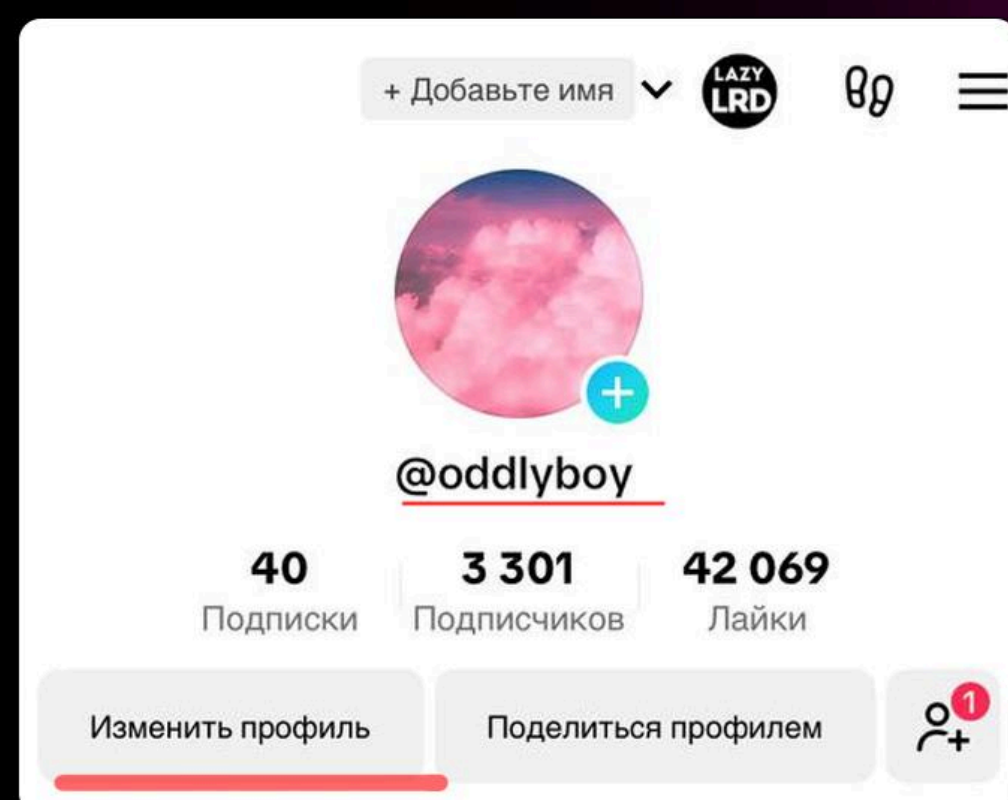 + Добавьте имя
LAZY
LRD
@oddlyboy
40 3 301 42 069
Подписки Подписчиков Лайки
Изменить профиль Поделиться профилем 1